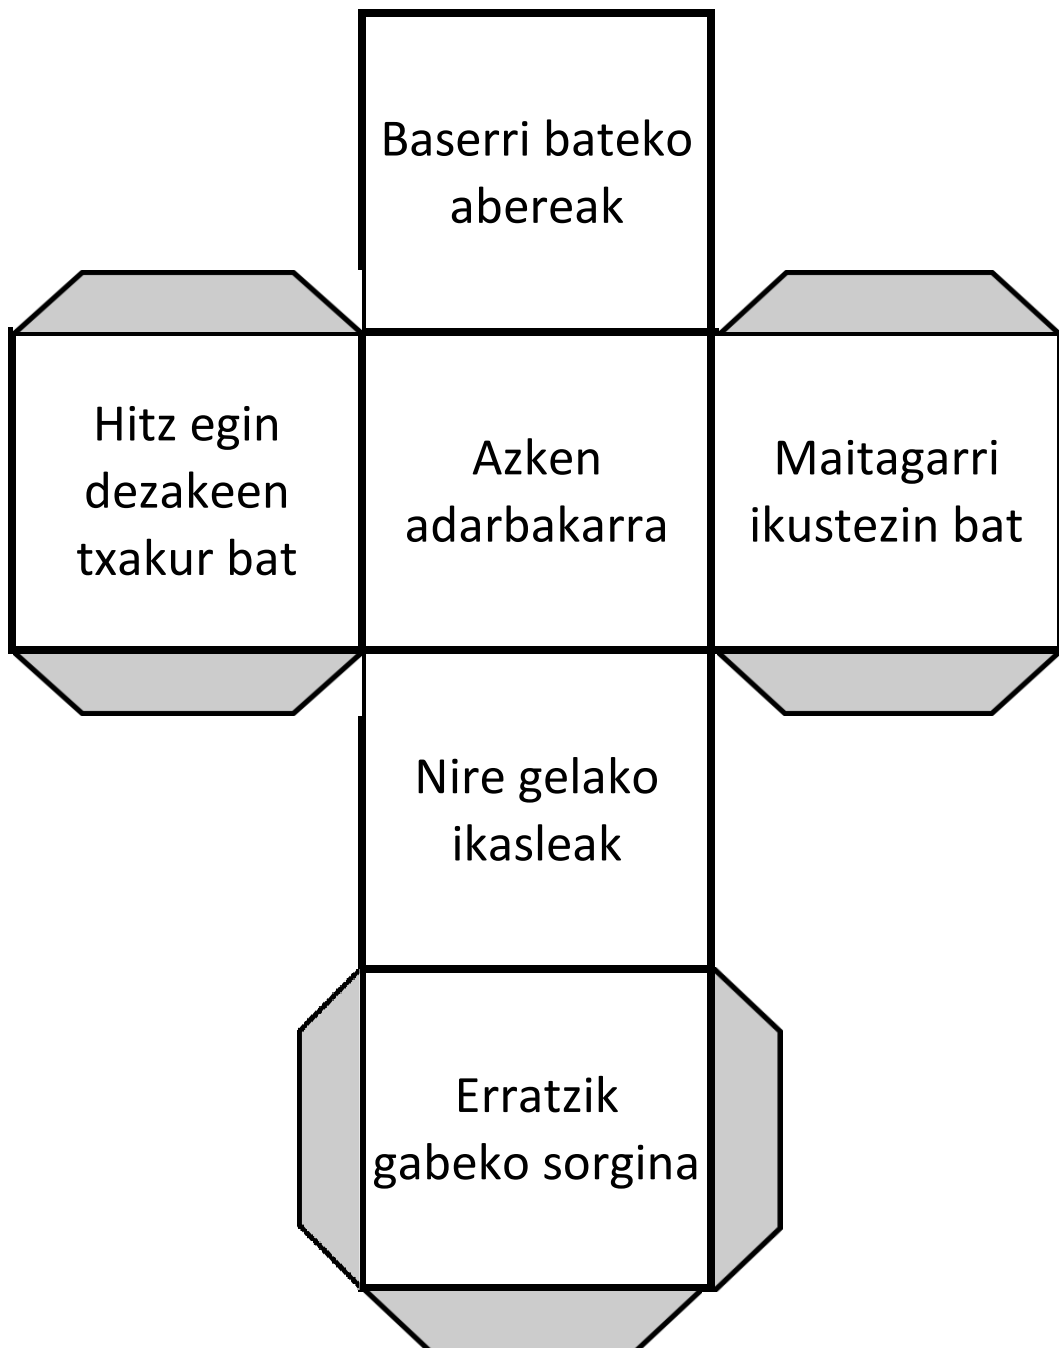 Baserri bateko
abereak
Hitz egin
dezakeen
txakur bat
Azken
adarbakarra
Maitagarri
ikustezin bat
Nire gelako
ikasleak
Erratzik
gabeko sorgina